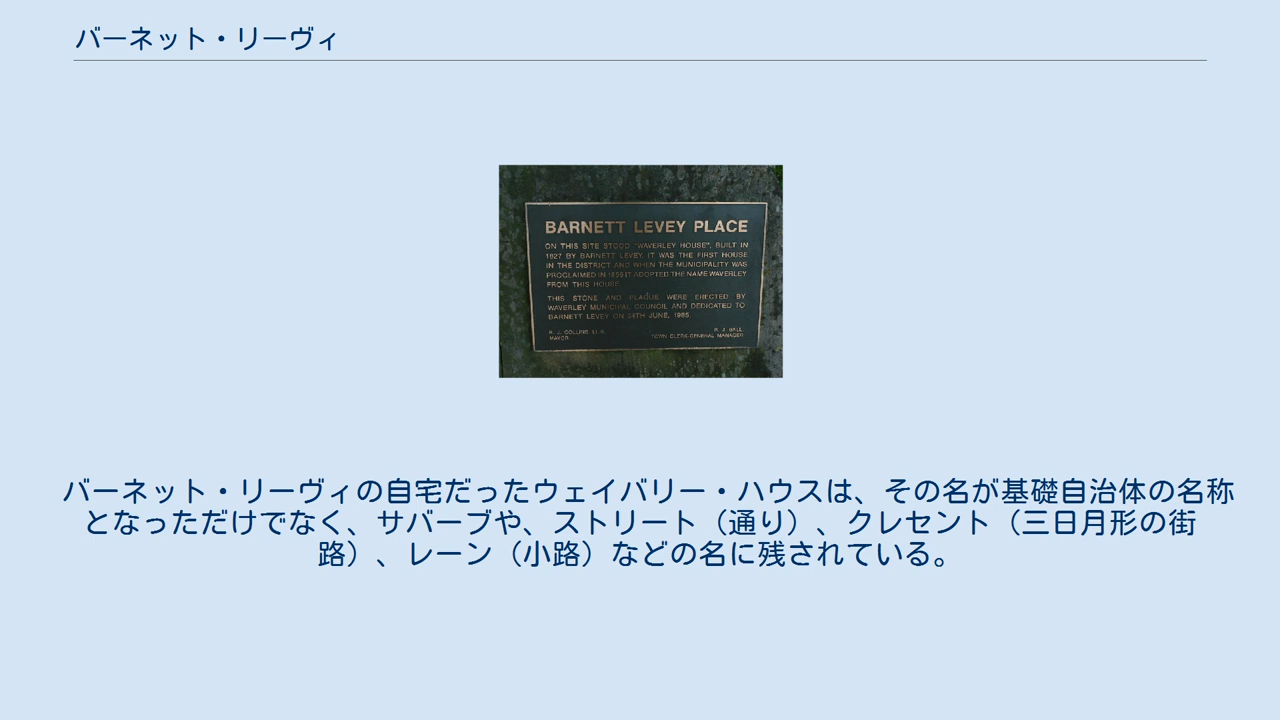 バーネット・リーヴィ
BARNETT LEVEY PLACE
ON THIS SITE STOOD "WAVERLEY HOUSE", BUILT IN
1827 BY BARNETT LEVEY. IT WAS THE FIRST HOUSE
IN THE DISTRICT AND WHEN THE MUNICIPALITY WAS
PROCLAIMED IN 1859 IT ADOPTED THE NAME WAVERLEY
FROM THIS HOUSE.
THIS STONE AND PLAQUE WERE ERECTED BY
WAVERLEY MUNICIPAL COUNCIL AND DEDICATED TO
BARNETT LEVEY ON 24TH JUNE, 1985.
MAYOR
TOWN CLERK-GENERAL MANAGER
バーネット・リーヴィの自宅だったウェイバリー・ハウスは、その名が基礎自治体の名称
となっただけでなく、サバーブや、ストリート（通り）、クレセント（三日月形の街
路）、レーン（小路）などの名に残されている。